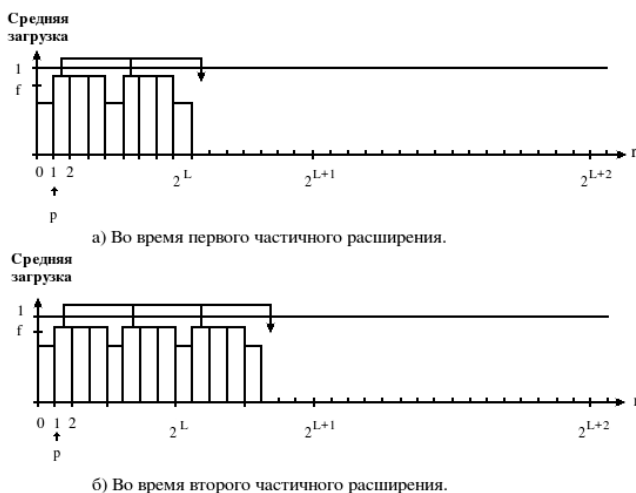 Средняя
загрузка
1
f
0 1 2 2^L 2^L+1 2^L+2 r
p
а) Во время первого частичного расширения.
Средняя
загрузка
1
f
0 1 2 2^L 2^L+1 2^L+2 r
p
б) Во время второго частичного расширения.